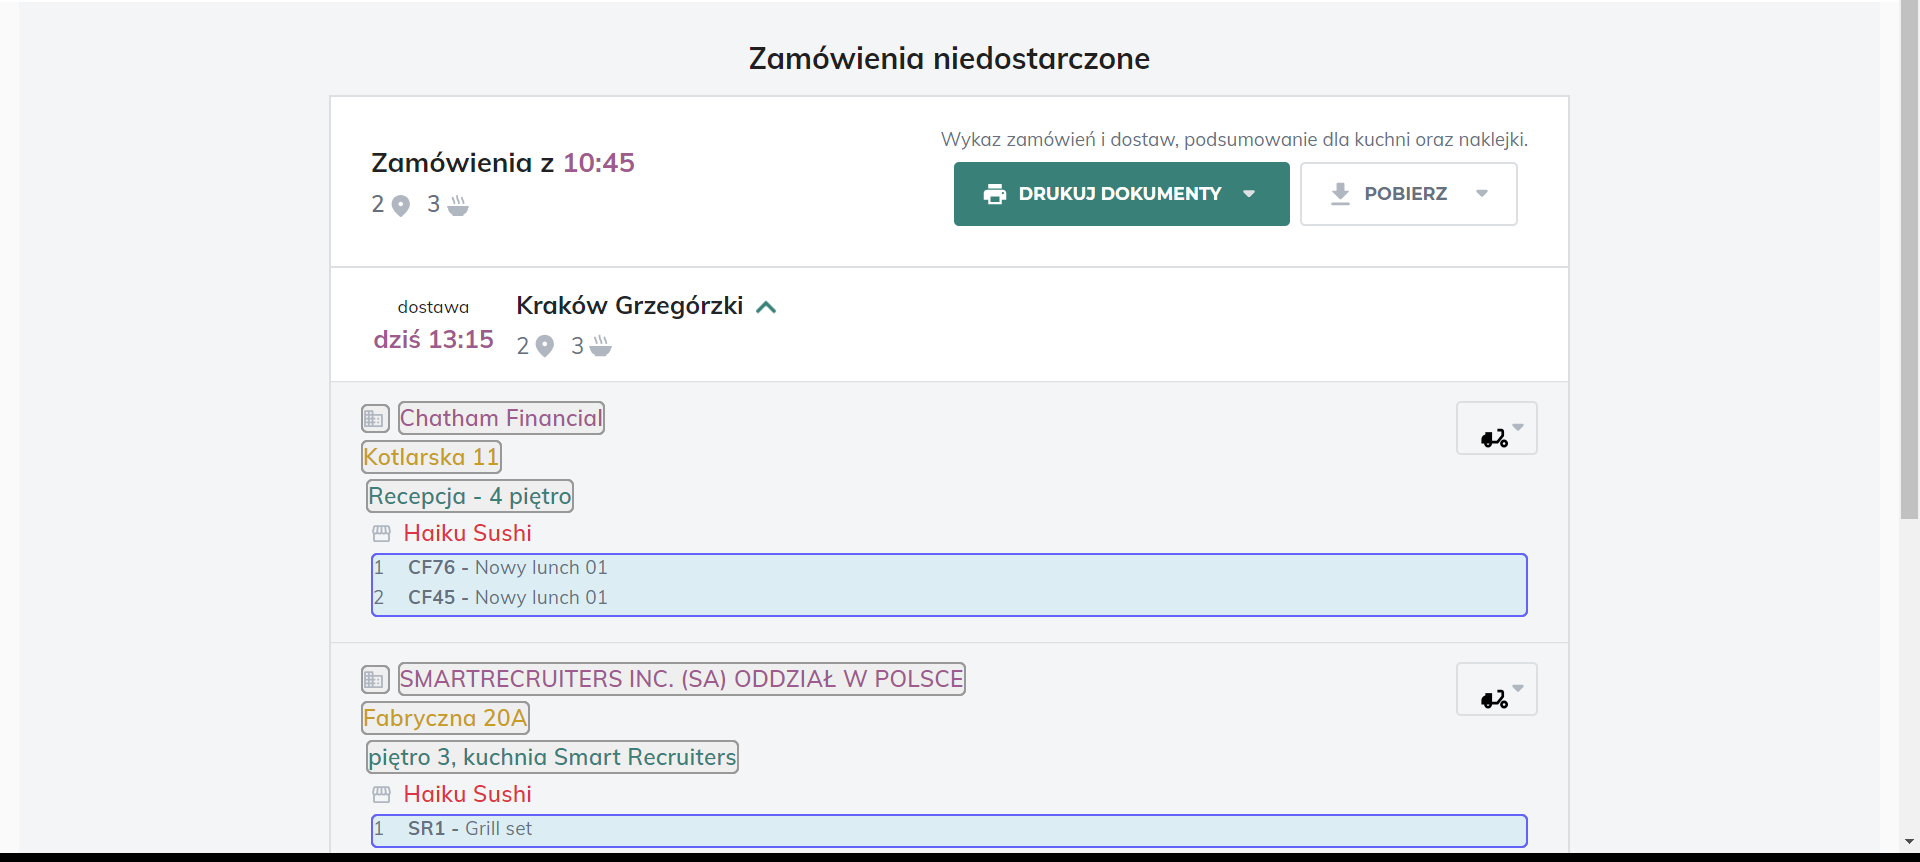 Zamówienia niedostarczone
Zamówienia z 10:45
2 3
Wykaz zamówień i dostaw, podsumowanie dla kuchni oraz naklejki.
DRUKUJ DOKUMENTY
POBIERZ
dostawa
dziś 13:15
Kraków Grzegórzki
2 3
Chatham Financial
Kotlarska 11
Recepcja - 4 piętro
Haiku Sushi
1 CF76 - Nowy lunch 01
2 CF45 - Nowy lunch 01
SMARTRECRUITERS INC. (SA) ODDZIAŁ W POLSCE
Fabryczna 20A
piętro 3, kuchnia Smart Recruiters
Haiku Sushi
1 SR1 - Grill set